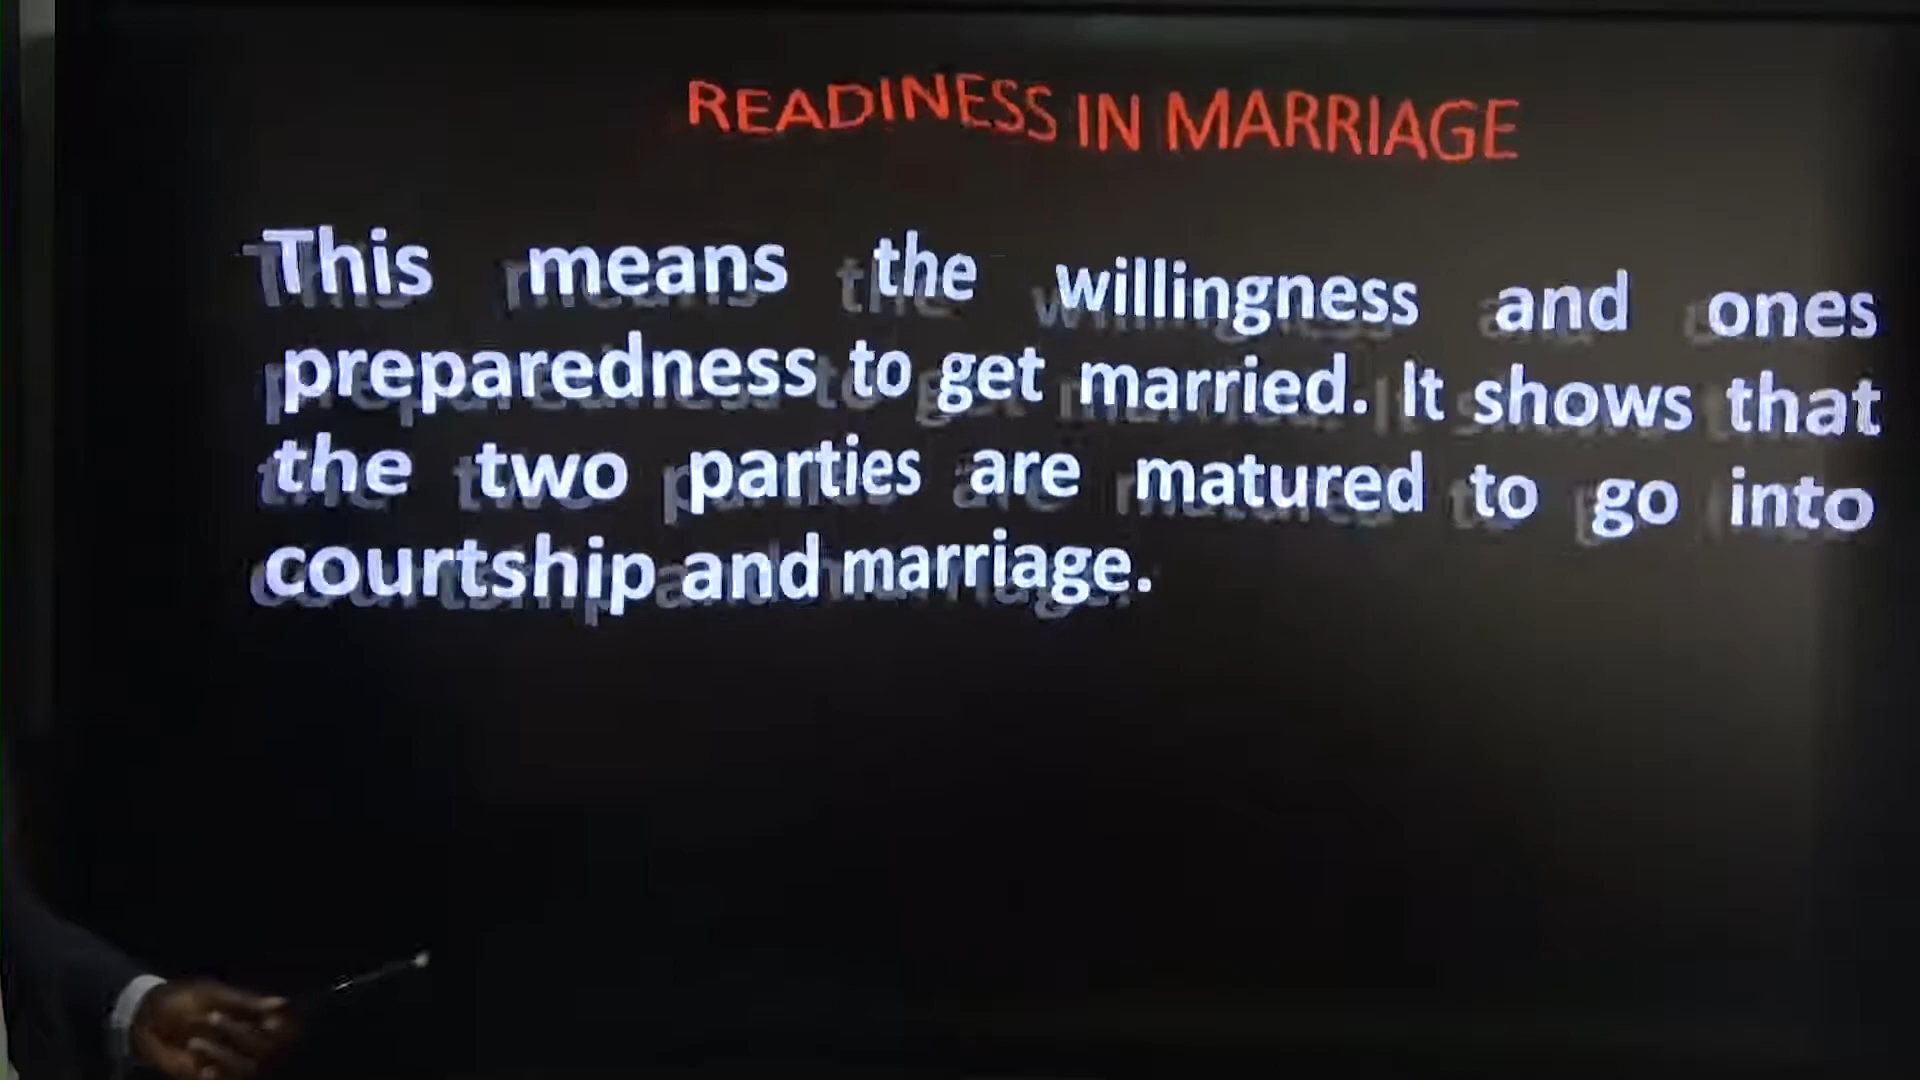 READINESS IN MARRIAGE
This means the willingness and ones
preparedness to get married. It shows that
the two parties are matured to go into
courtship and marriage.